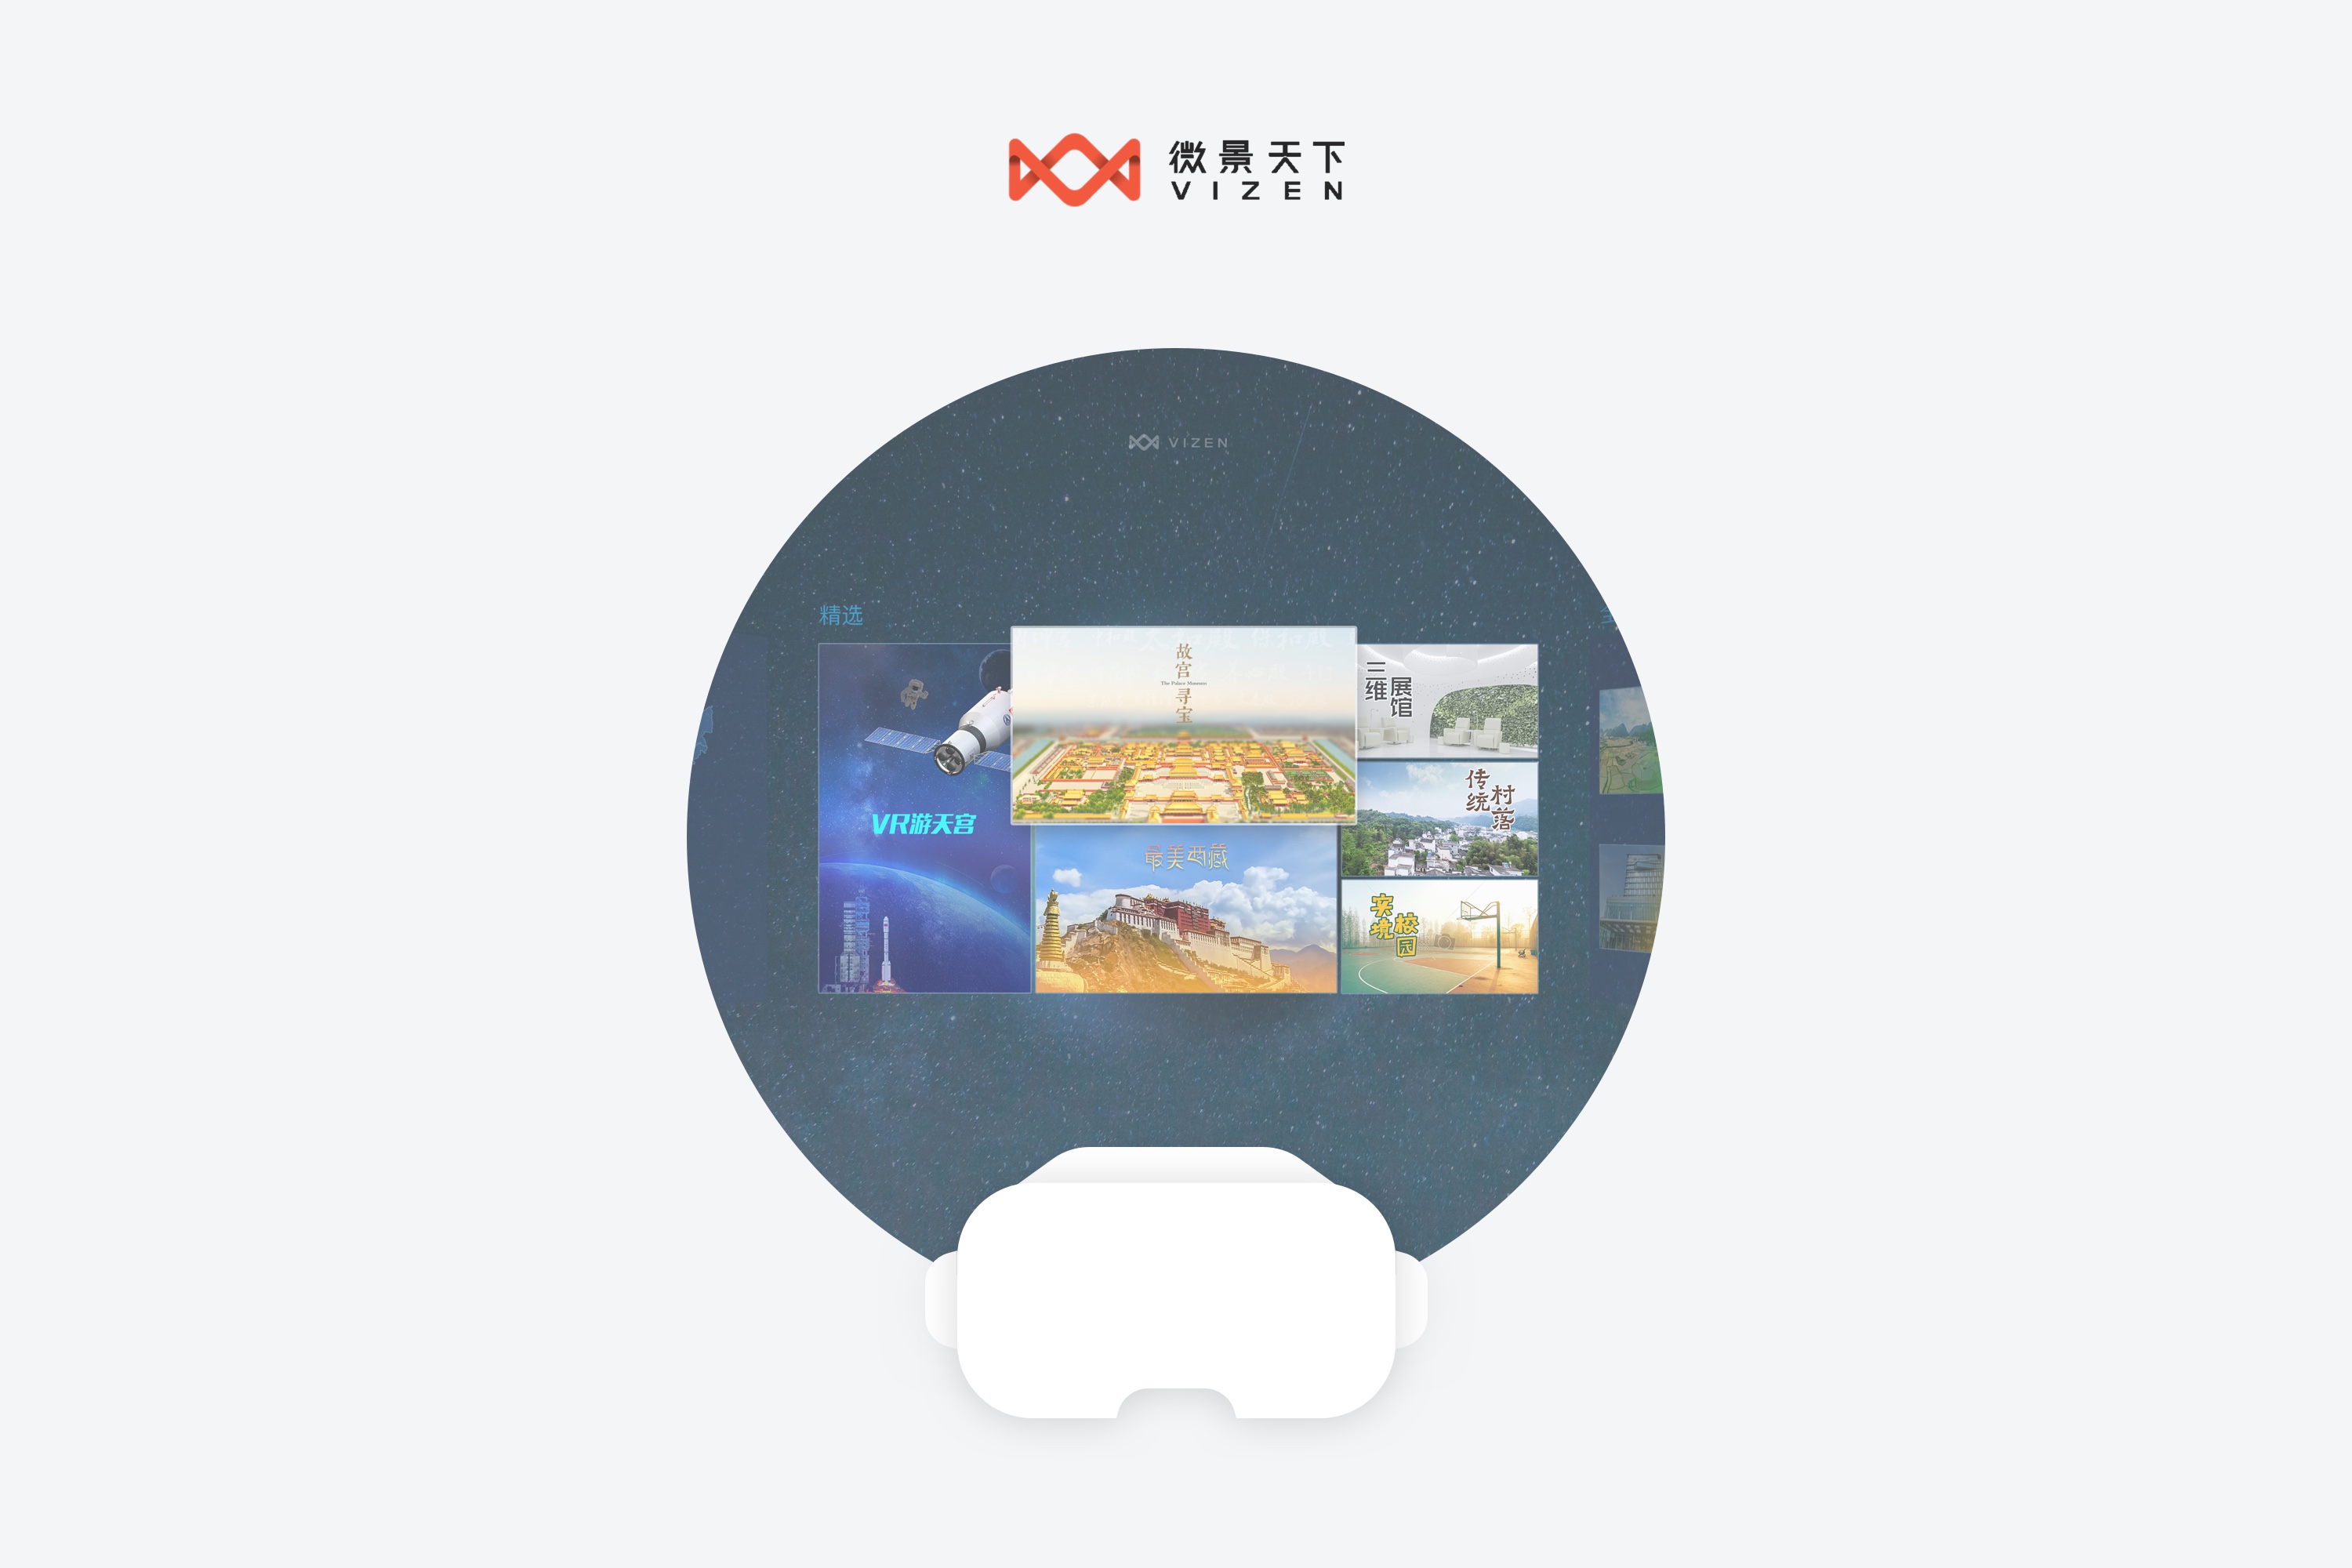 微景天下
VIZEN
VIZEN
精选
故宫
The Palace Museum
寻宝
VR游天宫
最美西藏
三维
展馆
传统
村落
实境
校园